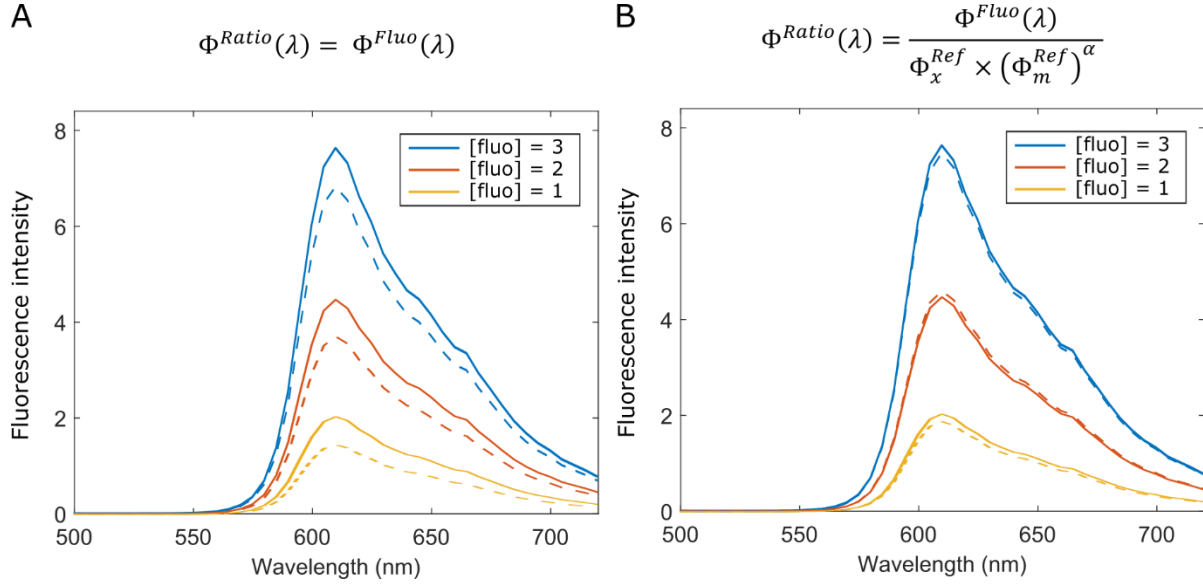 A
Φ^Ratio(λ) = Φ^Fluo(λ)
Fluorescence intensity
8
6
4
2
0
[fluo] = 3
[fluo] = 2
[fluo] = 1
500 550 600 650 700
Wavelength (nm)
B
Φ^Ratio(λ) = Φ^Fluo(λ) / Φ_x^Ref × (Φ_m^Ref)^α
Fluorescence intensity
8
6
4
2
0
[fluo] = 3
[fluo] = 2
[fluo] = 1
500 550 600 650 700
Wavelength (nm)